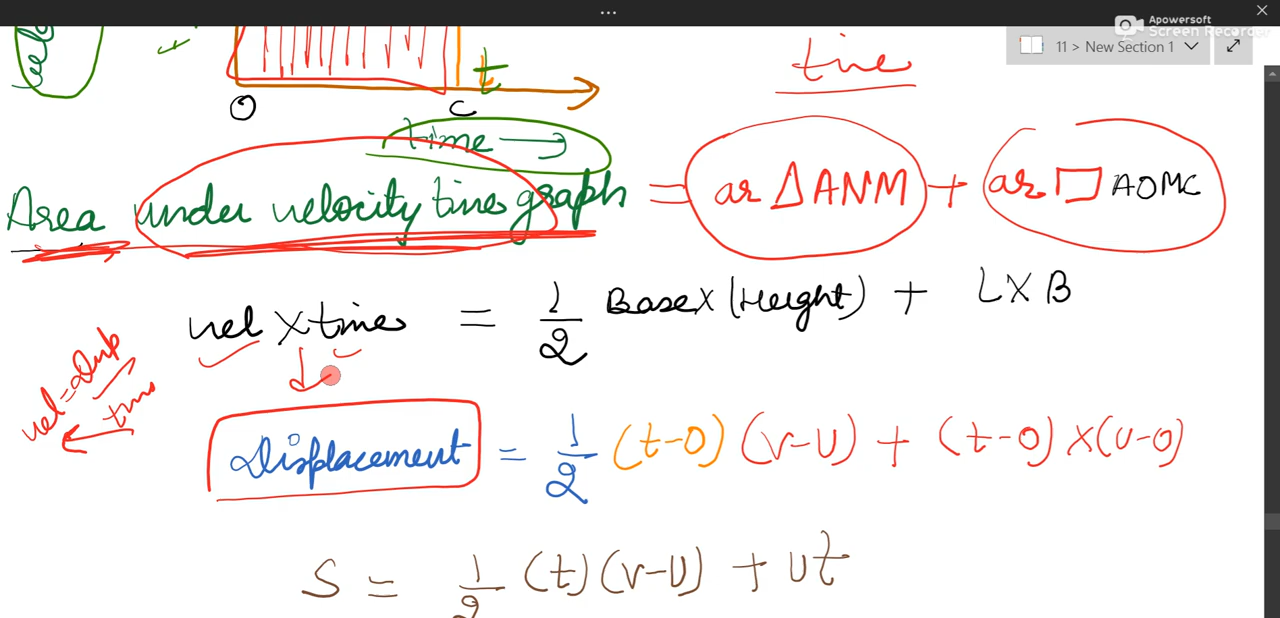 Apowersoft
Screen Recorder
11 > New Section 1
time
t
O C
time →
Area under velocity time graph = ar Δ ANM + ar □ AOMC
vel X time = 1/2 Base X (Height) + L X B
vel = Disp / time
Displacement = 1/2 (t-0) (v-u) + (t-0) X (u-0)
S = 1/2 (t) (v-u) + ut